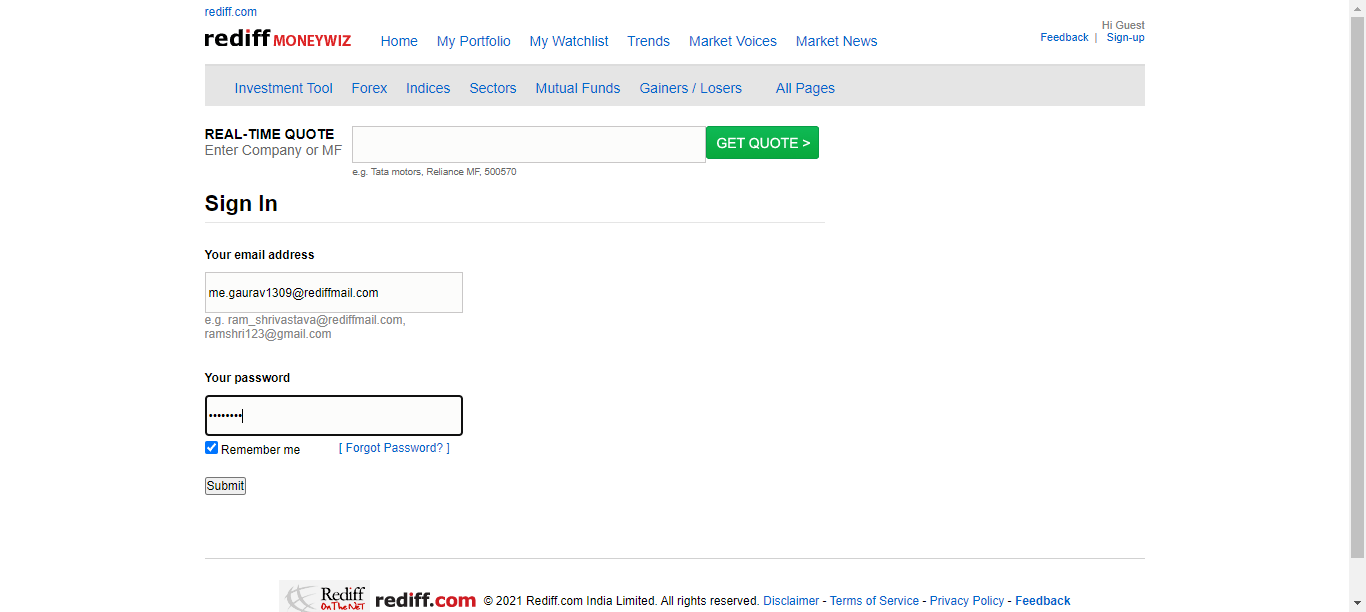 rediff.com
rediff MONEYWIZ Home My Portfolio My Watchlist Trends Market Voices Market News
Hi Guest
Feedback | Sign-up
Investment Tool Forex Indices Sectors Mutual Funds Gainers / Losers All Pages
REAL-TIME QUOTE
Enter Company or MF
GET QUOTE >
e.g. Tata motors, Reliance MF, 500570
Sign In
Your email address
me.gaurav1309@rediffmail.com
e.g. ram_shrivastava@rediffmail.com,
ramshri123@gmail.com
Your password
••••••••
Remember me [ Forgot Password? ]
Submit
Rediff
On The NeT
rediff.com © 2021 Rediff.com India Limited. All rights reserved. Disclaimer - Terms of Service - Privacy Policy - Feedback